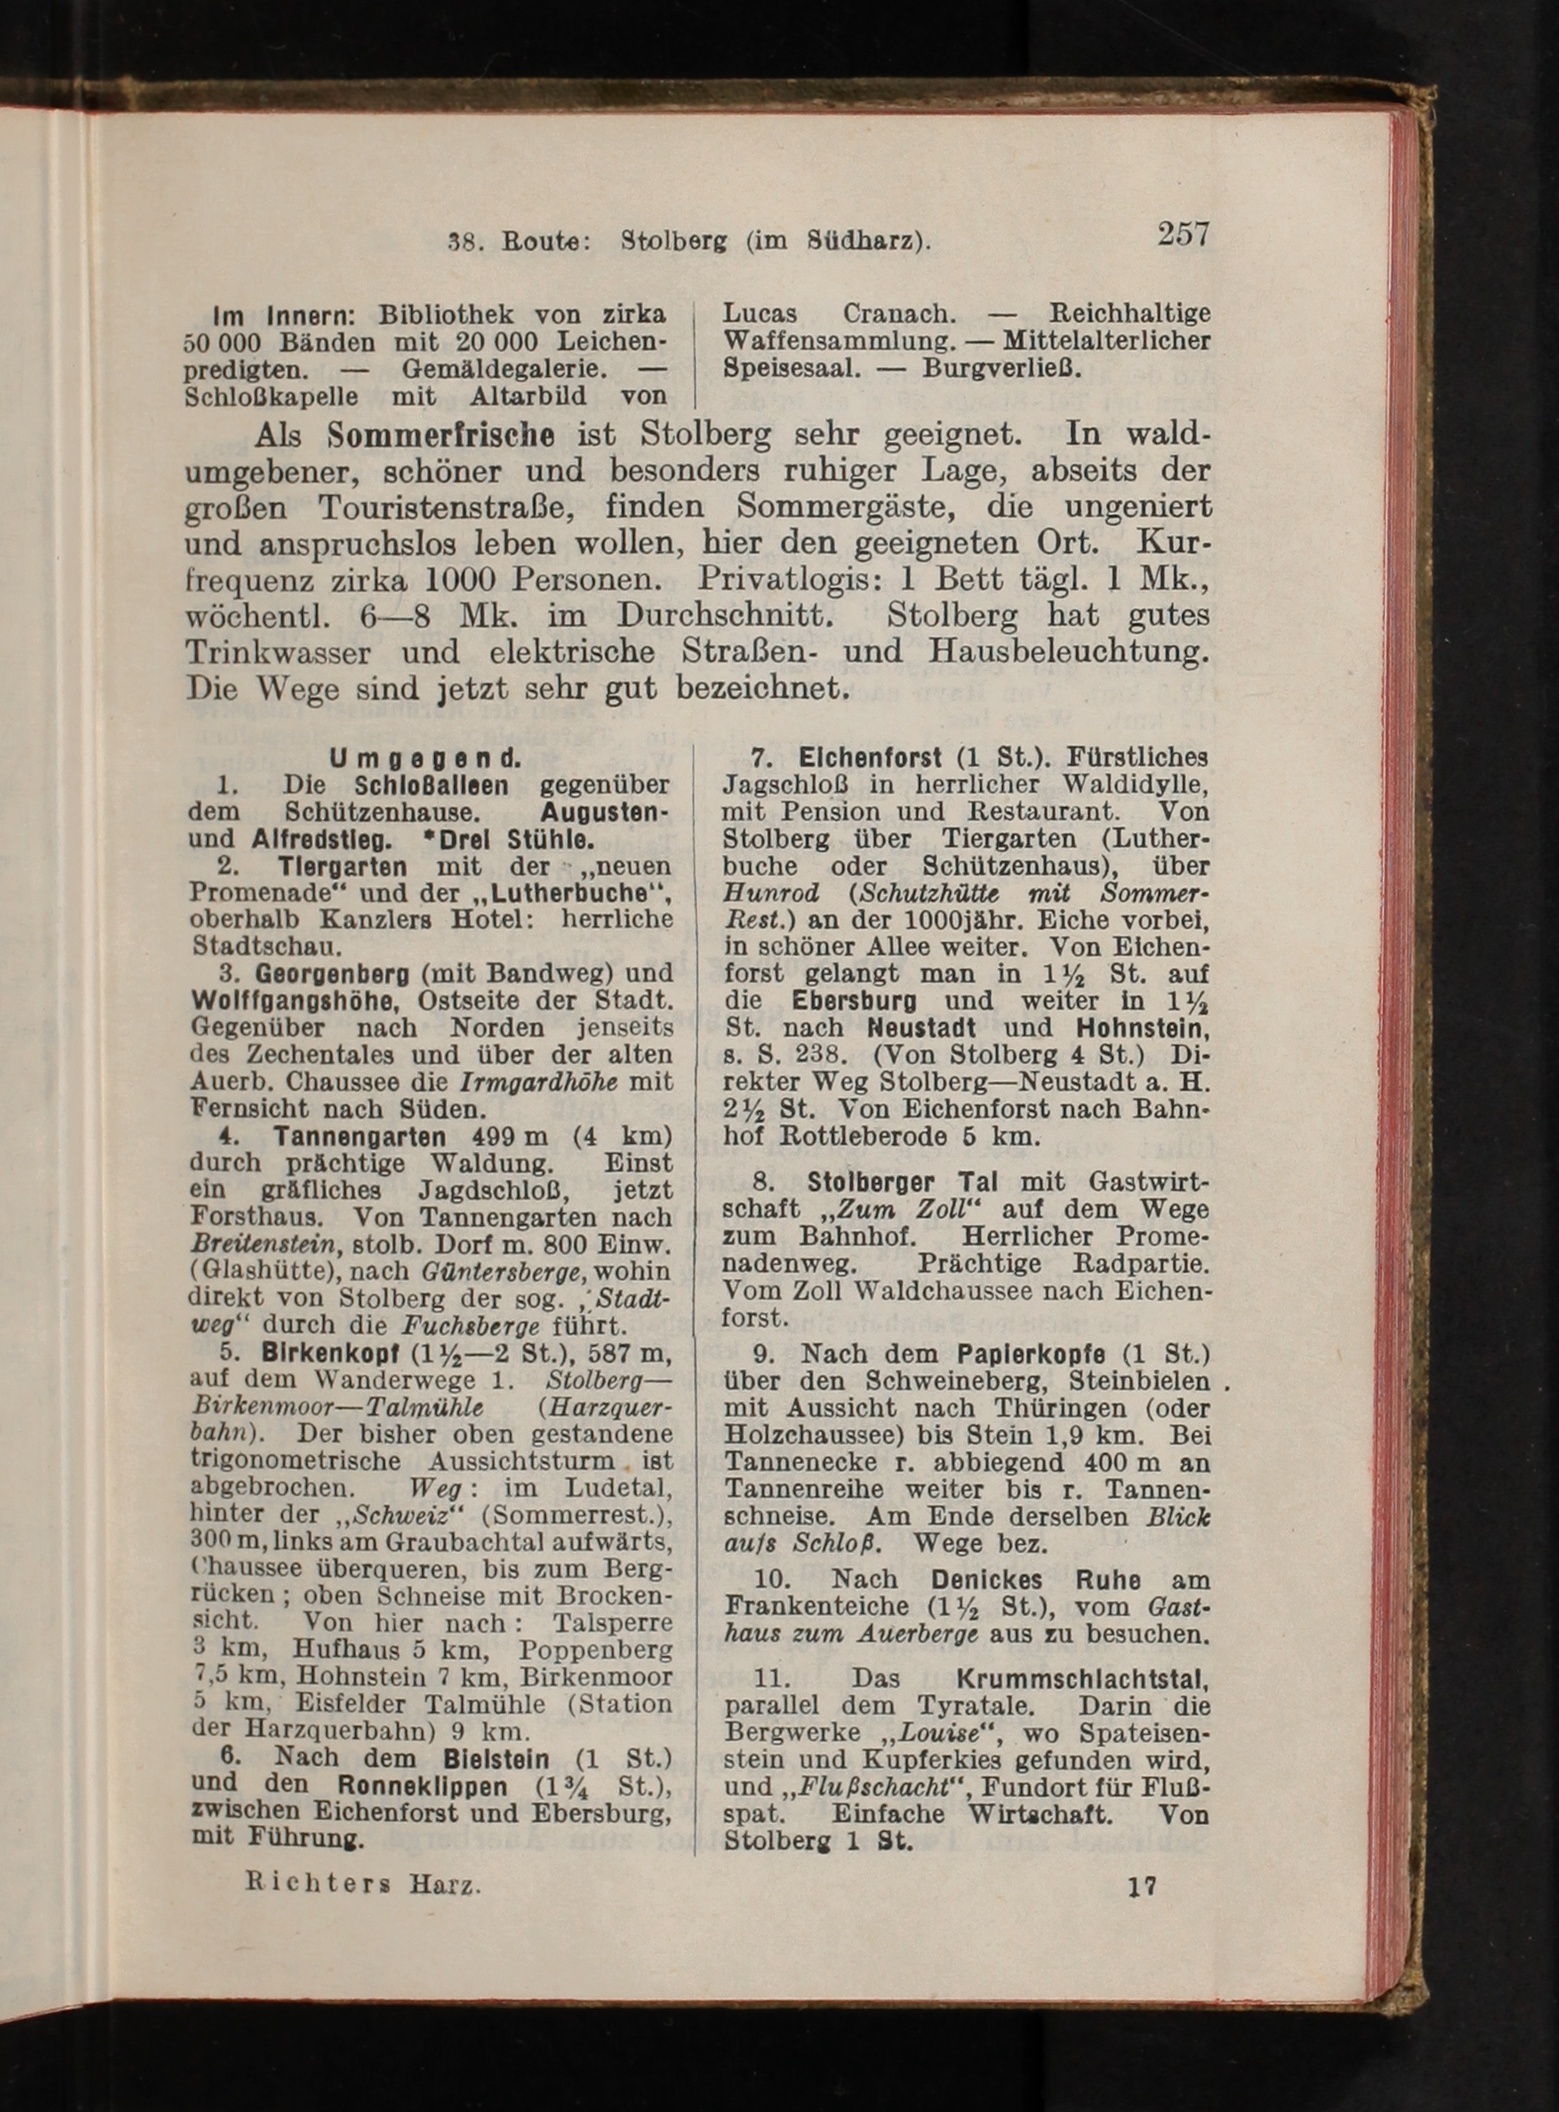 38. Route: Stolberg (im Südharz).
257
Im Innern: Bibliothek von zirka
50 000 Bänden mit 20 000 Leichen-
predigten. — Gemäldegalerie. —
Schloßkapelle mit Altarbild von
Lucas Cranach. — Reichhaltige
Waffensammlung. — Mittelalterlicher
Speisesaal. — Burgverließ.
Als Sommerfrische ist Stolberg sehr geeignet. In wald-
umgebener, schöner und besonders ruhiger Lage, abseits der
großen Touristenstraße, finden Sommergäste, die ungeniert
und anspruchslos leben wollen, hier den geeigneten Ort. Kur-
frequenz zirka 1000 Personen. Privatlogis: 1 Bett tägl. 1 Mk.,
wöchentl. 6—8 Mk. im Durchschnitt. Stolberg hat gutes
Trinkwasser und elektrische Straßen- und Hausbeleuchtung.
Die Wege sind jetzt sehr gut bezeichnet.
Umgegend.
1. Die Schloßalleen gegenüber
dem Schützenhause. Augusten-
und Alfredstieg. *Drei Stühle.
2. Tiergarten mit der „neuen
Promenade“ und der „Lutherbuche“,
oberhalb Kanzlers Hotel: herrliche
Stadtschau.
3. Georgenberg (mit Bandweg) und
Wolffgangshöhe, Ostseite der Stadt.
Gegenüber nach Norden jenseits
des Zechentales und über der alten
Auerb. Chaussee die Irmgardhöhe mit
Fernsicht nach Süden.
4. Tannengarten 499 m (4 km)
durch prächtige Waldung. Einst
ein gräfliches Jagdschloß, jetzt
Forsthaus. Von Tannengarten nach
Breitenstein, stolb. Dorf m. 800 Einw.
(Glashütte), nach Güntersberge, wohin
direkt von Stolberg der sog. „Stadt-
weg“ durch die Fuchsberge führt.
5. Birkenkopf (1½—2 St.), 587 m,
auf dem Wanderwege 1. Stolberg—
Birkenmoor—Talmühle (Harzquer-
bahn). Der bisher oben gestandene
trigonometrische Aussichtsturm ist
abgebrochen. Weg: im Ludetal,
hinter der „Schweiz“ (Sommerrest.),
300 m, links am Graubachtal aufwärts,
Chaussee überqueren, bis zum Berg-
rücken; oben Schneise mit Brocken-
sicht. Von hier nach: Talsperre
3 km, Hufhaus 5 km, Poppenberg
7,5 km, Hohnstein 7 km, Birkenmoor
5 km, Eisfelder Talmühle (Station
der Harzquerbahn) 9 km.
6. Nach dem Bielstein (1 St.)
und den Ronneklippen (1¾ St.),
zwischen Eichenforst und Ebersburg,
mit Führung.
7. Eichenforst (1 St.). Fürstliches
Jagschloß in herrlicher Waldidylle,
mit Pension und Restaurant. Von
Stolberg über Tiergarten (Luther-
buche oder Schützenhaus), über
Hunrod (Schutzhütte mit Sommer-
Rest.) an der 1000jähr. Eiche vorbei,
in schöner Allee weiter. Von Eichen-
forst gelangt man in 1½ St. auf
die Ebersburg und weiter in 1½
St. nach Neustadt und Hohnstein,
s. S. 238. (Von Stolberg 4 St.) Di-
rekter Weg Stolberg—Neustadt a. H.
2½ St. Von Eichenforst nach Bahn-
hof Rottleberode 5 km.
8. Stolberger Tal mit Gastwirt-
schaft „Zum Zoll“ auf dem Wege
zum Bahnhof. Herrlicher Prome-
nadenweg. Prächtige Radpartie.
Vom Zoll Waldchaussee nach Eichen-
forst.
9. Nach dem Papierkopfe (1 St.)
über den Schweineberg, Steinbielen
mit Aussicht nach Thüringen (oder
Holzchaussee) bis Stein 1,9 km. Bei
Tannenecke r. abbiegend 400 m an
Tannenreihe weiter bis r. Tannen-
schneise. Am Ende derselben Blick
aufs Schloß. Wege bez.
10. Nach Denickes Ruhe am
Frankenteiche (1½ St.), vom Gast-
haus zum Auerberge aus zu besuchen.
11. Das Krummschlachtstal,
parallel dem Tyratale. Darin die
Bergwerke „Louise“, wo Spateisen-
stein und Kupferkies gefunden wird,
und „Flußschacht“, Fundort für Fluß-
spat. Einfache Wirtschaft. Von
Stolberg 1 St.
Richters Harz.
17